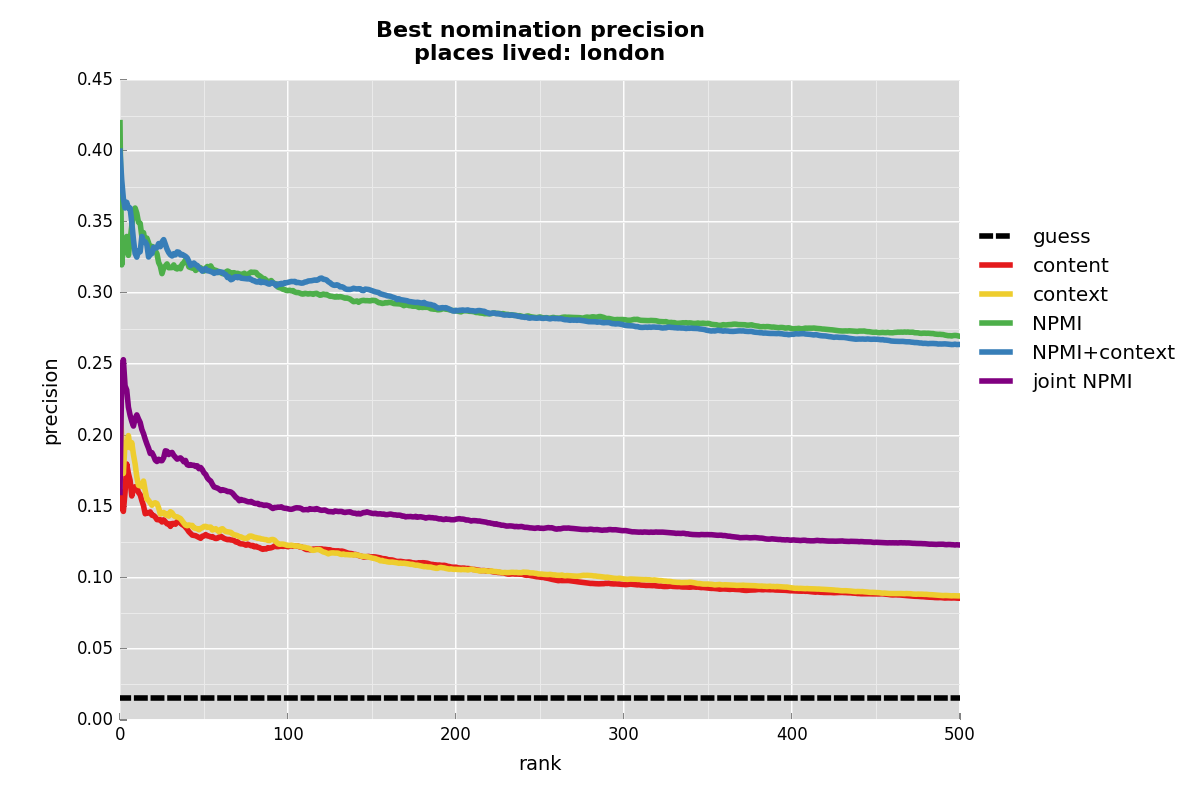 Best nomination precision
places lived: london
0.45
0.40
0.35
0.30
0.25
0.20
0.15
0.10
0.05
0.00
precision
0 100 200 300 400 500
rank
guess
content
context
NPMI
NPMI+context
joint NPMI